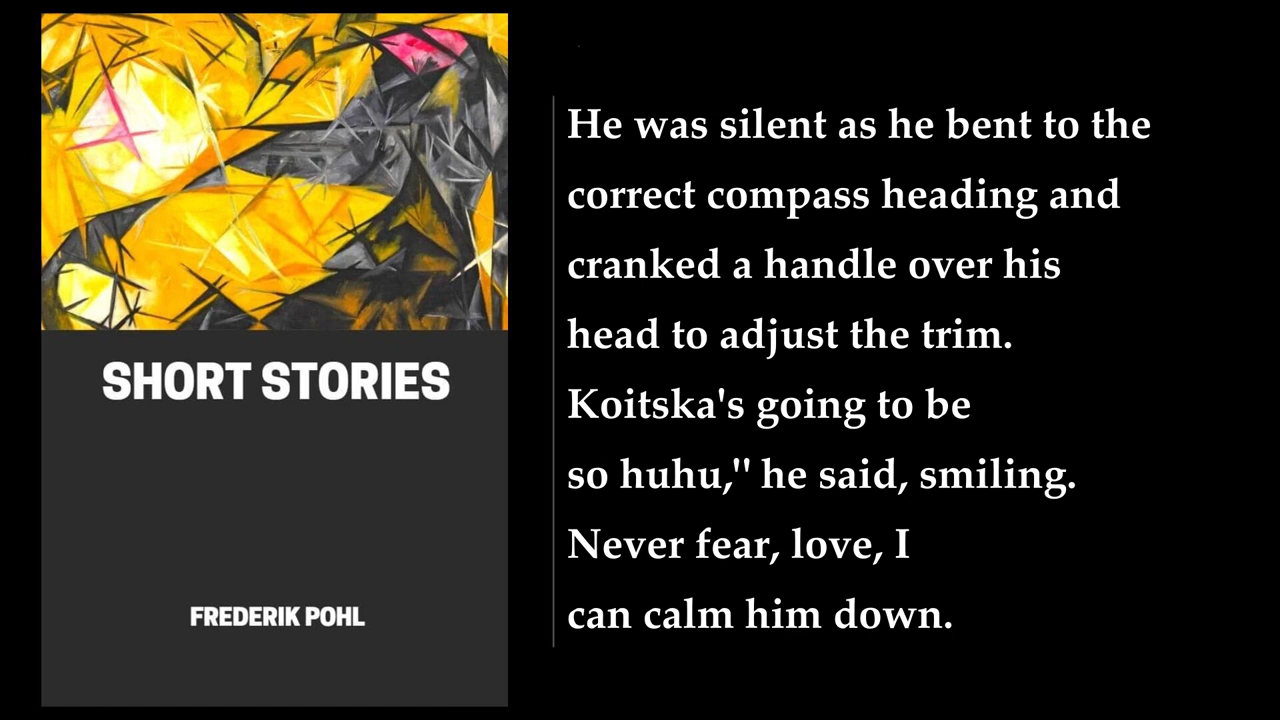 SHORT STORIES
FREDERIK POHL
He was silent as he bent to the
correct compass heading and
cranked a handle over his
head to adjust the trim.
Koitska's going to be
so huhu," he said, smiling.
Never fear, love, I
can calm him down.